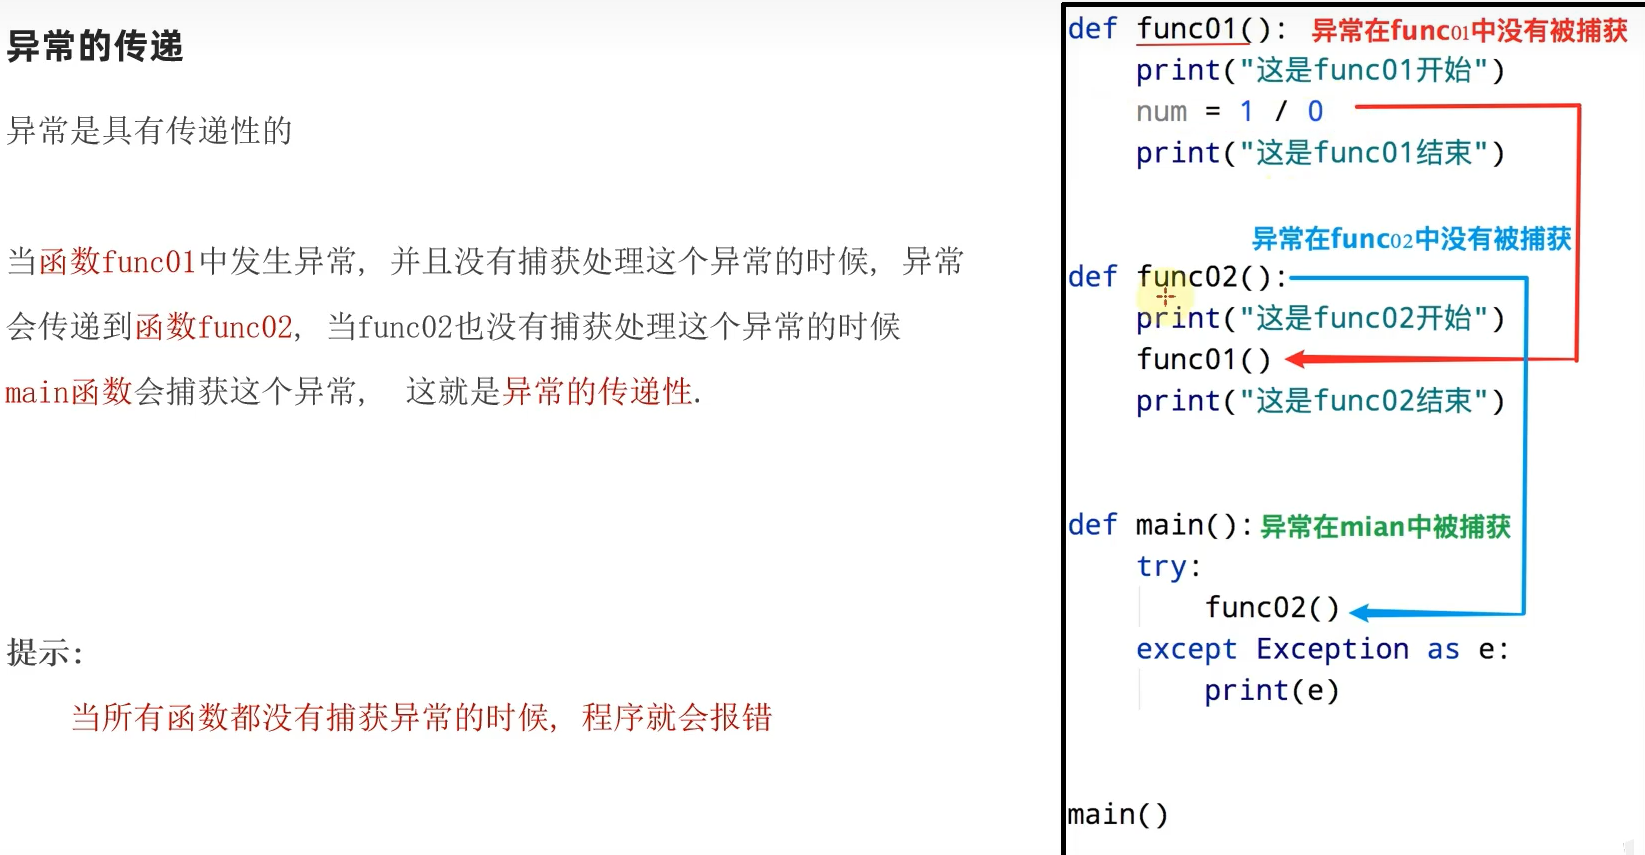 异常的传递
异常是具有传递性的
当函数func01中发生异常, 并且没有捕获处理这个异常的时候, 异常
会传递到函数func02, 当func02也没有捕获处理这个异常的时候
main函数会捕获这个异常, 这就是异常的传递性.
提示:
当所有函数都没有捕获异常的时候, 程序就会报错
def func01(): 异常在func01中没有被捕获
print("这是func01开始")
num = 1 / 0
print("这是func01结束")
异常在func02中没有被捕获
def func02():
print("这是func02开始")
func01()
print("这是func02结束")
def main(): 异常在mian中被捕获
try:
func02()
except Exception as e:
print(e)
main()